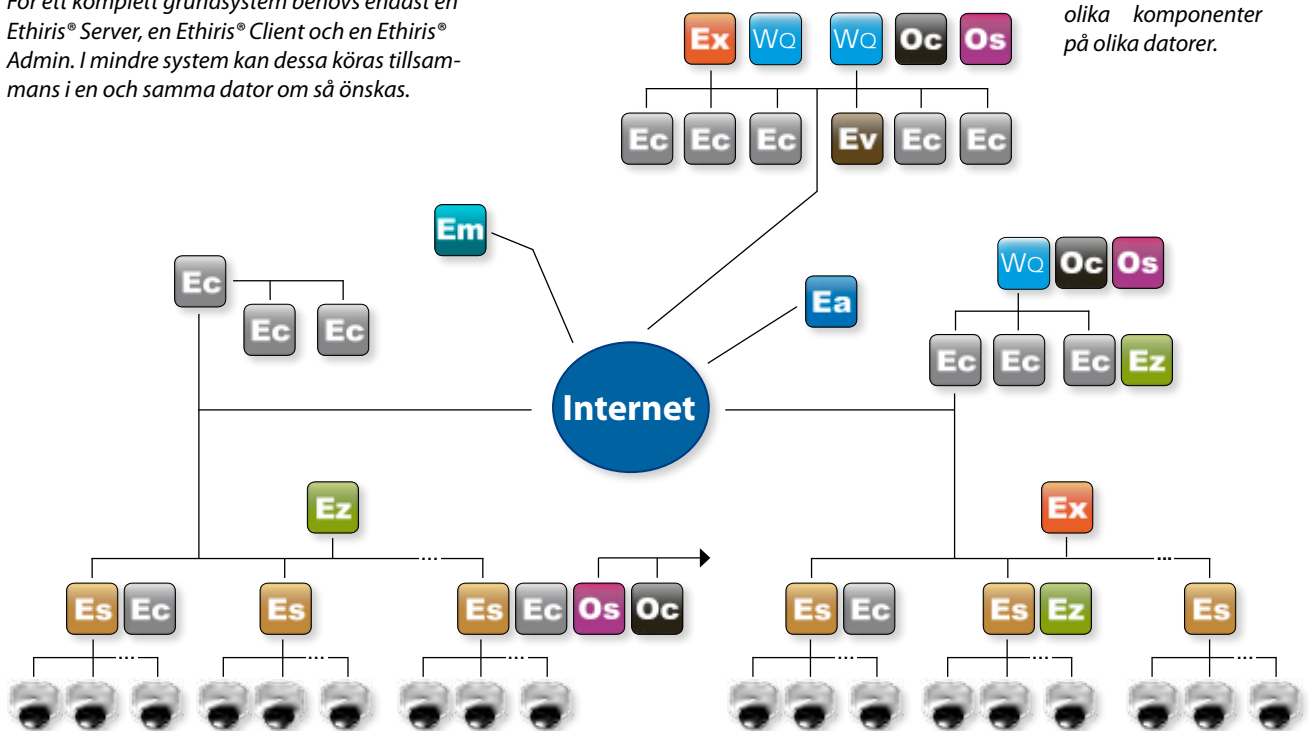 För ett komplett grundsystem behövs endast en
Ethiris® Server, en Ethiris® Client och en Ethiris®
Admin. I mindre system kan dessa köras tillsam-
mans i en och samma dator om så önskas.
olika komponenter
på olika datorer.
Ex WQ WQ Oc Os
Ec Ec Ec Ev Ec Ec
Em
Ec
Ec Ec
Ea
WQ Oc Os
Ec Ec Ec Ez
Internet
Ez
Ex
... ...
Es Ec Es Es Ec Os Oc Es Ec Es Ez Es
... ... ... ... ... ...